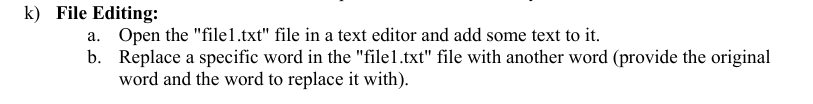 k) File Editing:
a. Open the "file1.txt" file in a text editor and add some text to it.
b. Replace a specific word in the "file1.txt" file with another word (provide the original
word and the word to replace it with).